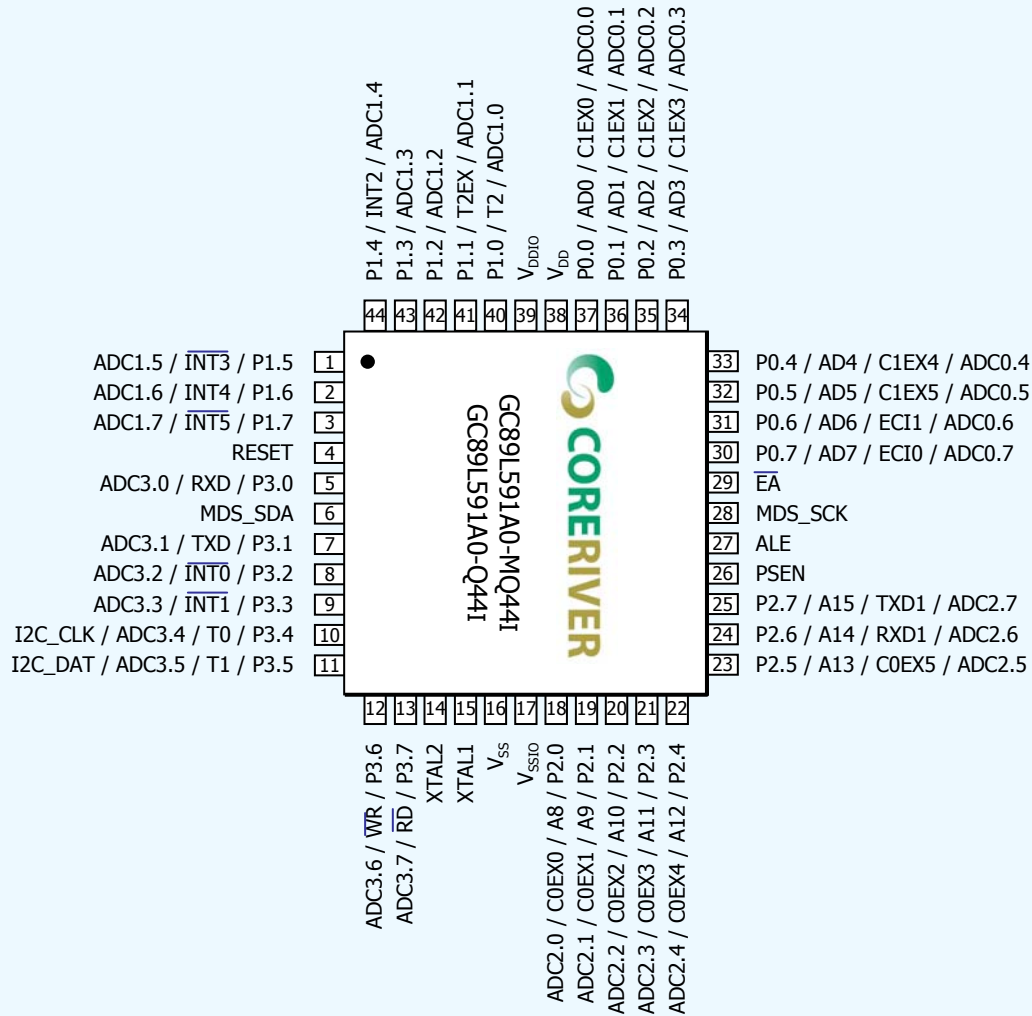 P1.4 / INT2 / ADC1.4
P1.3 / ADC1.3
P1.2 / ADC1.2
P1.1 / T2EX / ADC1.1
P1.0 / T2 / ADC1.0
VDDIO
VDD
P0.0 / AD0 / C1EX0 / ADC0.0
P0.1 / AD1 / C1EX1 / ADC0.1
P0.2 / AD2 / C1EX2 / ADC0.2
P0.3 / AD3 / C1EX3 / ADC0.3
44 43 42 41 40 39 38 37 36 35 34
ADC1.5 / INT3 / P1.5 1
ADC1.6 / INT4 / P1.6 2
ADC1.7 / INT5 / P1.7 3
RESET 4
ADC3.0 / RXD / P3.0 5
MDS_SDA 6
ADC3.1 / TXD / P3.1 7
ADC3.2 / INT0 / P3.2 8
ADC3.3 / INT1 / P3.3 9
I2C_CLK / ADC3.4 / T0 / P3.4 10
I2C_DAT / ADC3.5 / T1 / P3.5 11
CORERIVER
GC89L591A0-MQ44I
GC89L591A0-Q44I
33 P0.4 / AD4 / C1EX4 / ADC0.4
32 P0.5 / AD5 / C1EX5 / ADC0.5
31 P0.6 / AD6 / ECI1 / ADC0.6
30 P0.7 / AD7 / ECI0 / ADC0.7
29 EA
28 MDS_SCK
27 ALE
26 PSEN
25 P2.7 / A15 / TXD1 / ADC2.7
24 P2.6 / A14 / RXD1 / ADC2.6
23 P2.5 / A13 / C0EX5 / ADC2.5
12 13 14 15 16 17 18 19 20 21 22
ADC3.6 / WR / P3.6
ADC3.7 / RD / P3.7
XTAL2
XTAL1
VSS
VSSIO
ADC2.0 / C0EX0 / A8 / P2.0
ADC2.1 / C0EX1 / A9 / P2.1
ADC2.2 / C0EX2 / A10 / P2.2
ADC2.3 / C0EX3 / A11 / P2.3
ADC2.4 / C0EX4 / A12 / P2.4